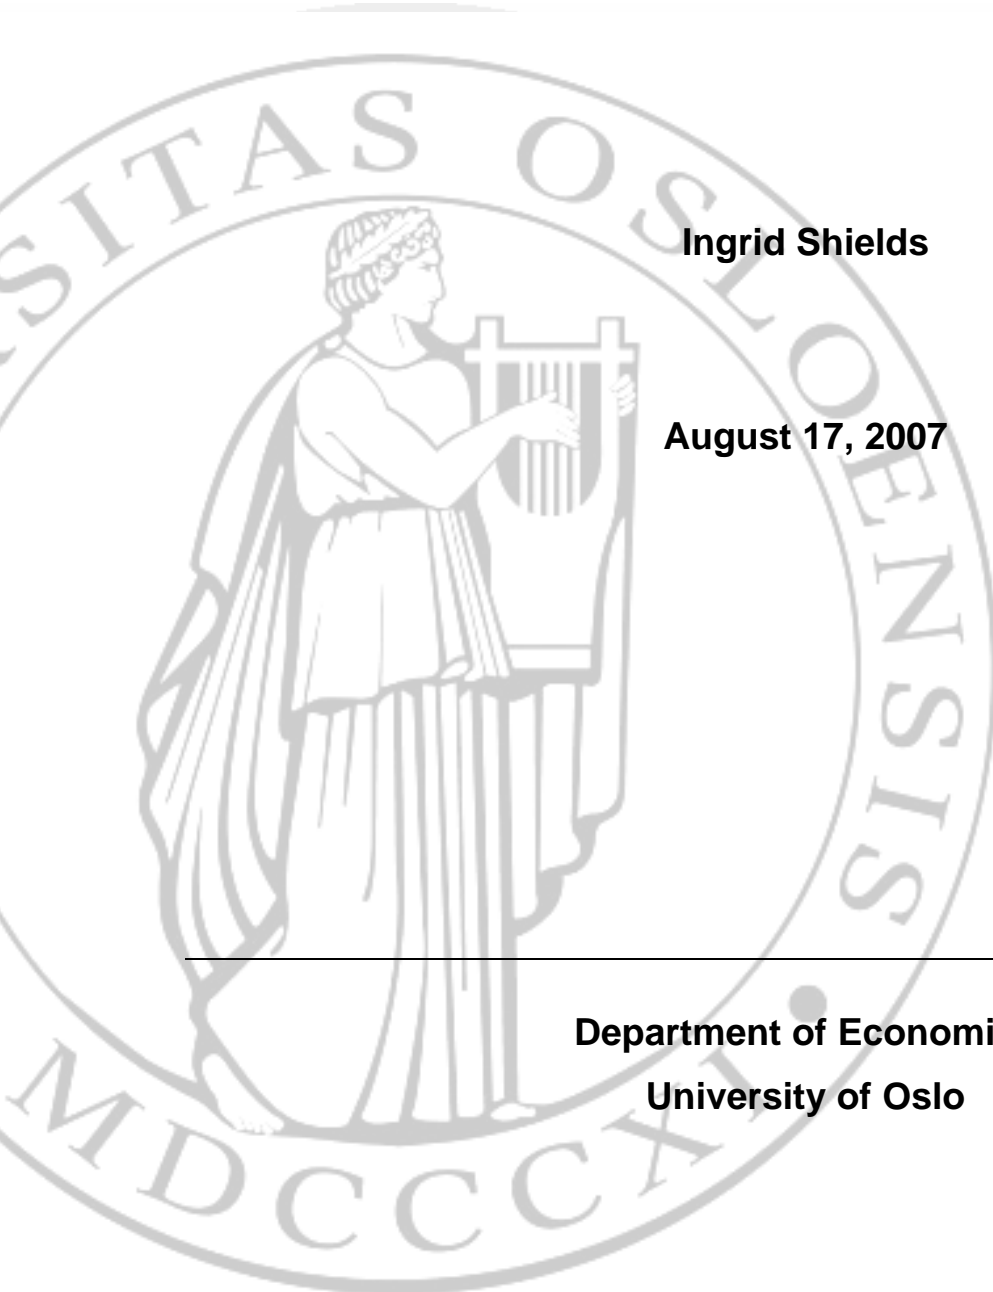 SITAS OSLOENSIS
Ingrid Shields
August 17, 2007
Department of Economi
University of Oslo
MDCCCXI